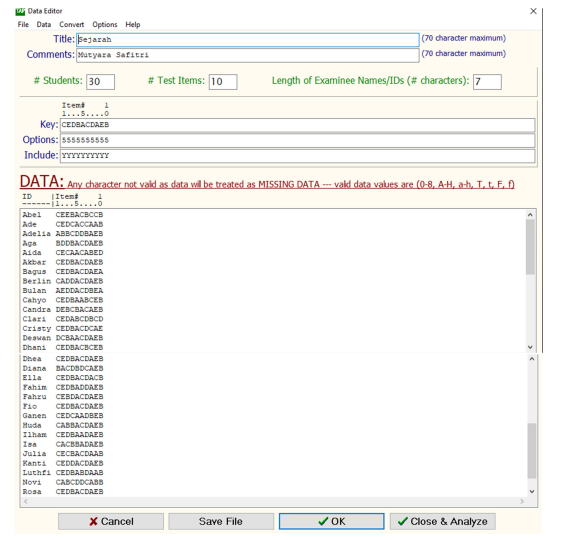 TAP Data Editor
File Data Convert Options Help
Title: Sejarah (70 character maximum)
Comments: Mutyara Safitri (70 character maximum)
# Students: 30 # Test Items: 10 Length of Examinee Names/IDs (# characters): 7
Item# 1
1...5....0
Key: CEDBACDAEB
Options: 5555555555
Include: YYYYYYYYYY
DATA: Any character not valid as data will be treated as MISSING DATA --- valid data values are (0-8, A-H, a-h, T, t, F, f)
ID |Item# 1
------|1...5....0
Abel CEEBACBCCB
Ade CEDCACCAAB
Adelia ABBCDDBAEB
Aga BDDBACDAEB
Aida CECAACABED
Akbar CEDBACDAEB
Bagus CEDBACDAEA
Berlin CADDACDAEB
Bulan AEDDACDBEA
Cahyo CEDBAABCEB
Candra DEBCBACAEB
Clari CEDABCDBCD
Cristy CEDBACDCAE
Deswan DCBAACDAEB
Dhani CEDBACBCEB
Dhea CEDBACDAEB
Diana BACDBDCAEB
Ella CEDBACDACB
Fahim CEDBADDAEB
Fahru CEBDACDAEB
Fio CEDBACDAEB
Ganen CEDCAADBEB
Huda CABBACDAEB
Ilham CEDBAADAEB
Isa CACBBADAEB
Julia CECBACDAAB
Kanti CEDDACDAEB
Luthfi CEDBABDAAB
Novi CABCDDCABB
Rosa CEDBACDAEB
Cancel Save File OK Close & Analyze